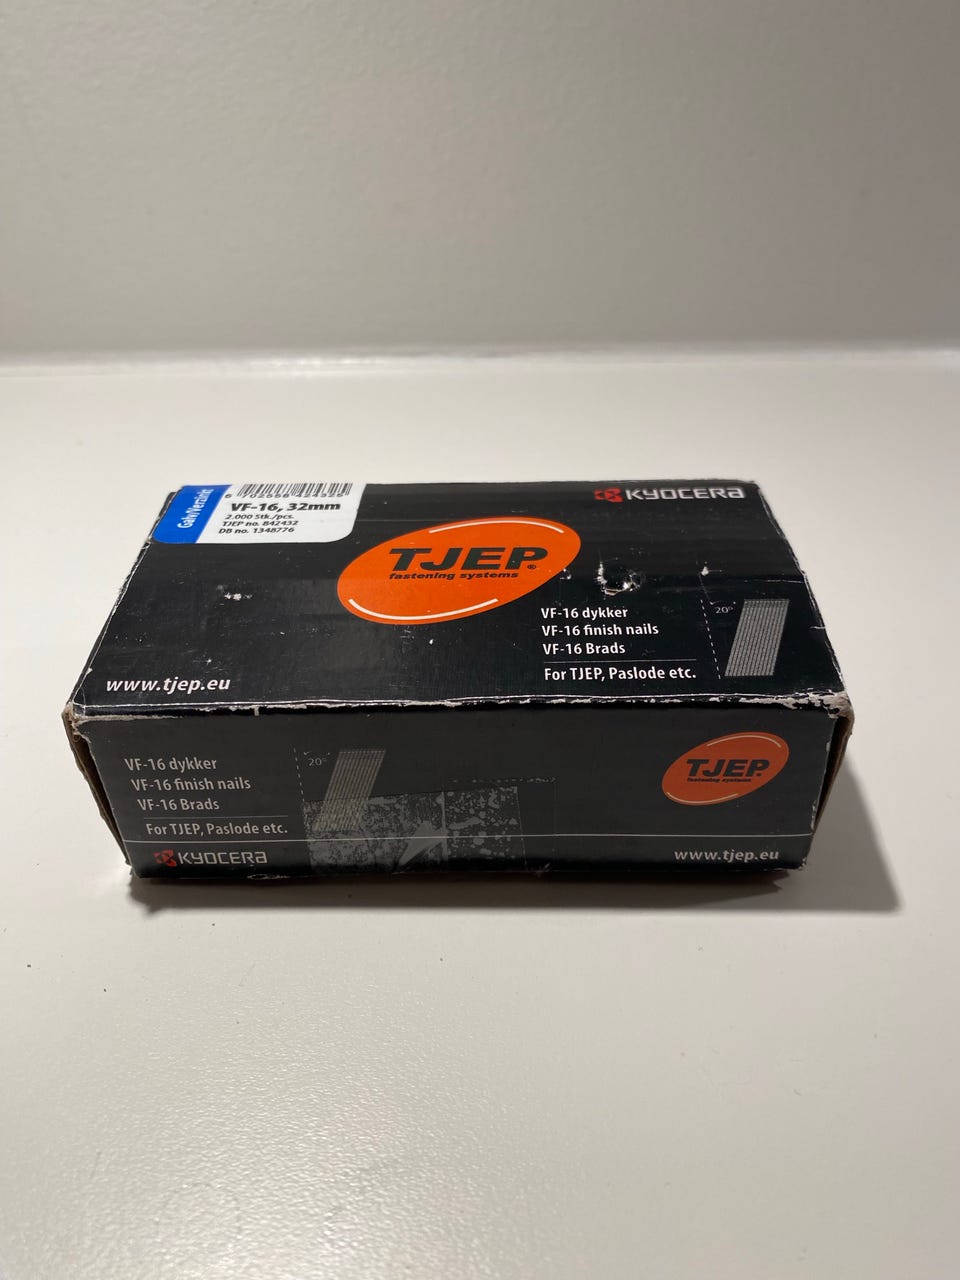 Galv/Verzinkt
VF-16, 32mm
2.000 Stk./pcs.
TJEP no. 842432
DB no. 1348776
KYOCERA
TJEP®
fastening systems
VF-16 dykker
VF-16 finish nails
VF-16 Brads
For TJEP, Paslode etc.
20°
www.tjep.eu
VF-16 dykker
VF-16 finish nails
VF-16 Brads
For TJEP, Paslode etc.
20°
KYOCERA
TJEP®
fastening systems
www.tjep.eu